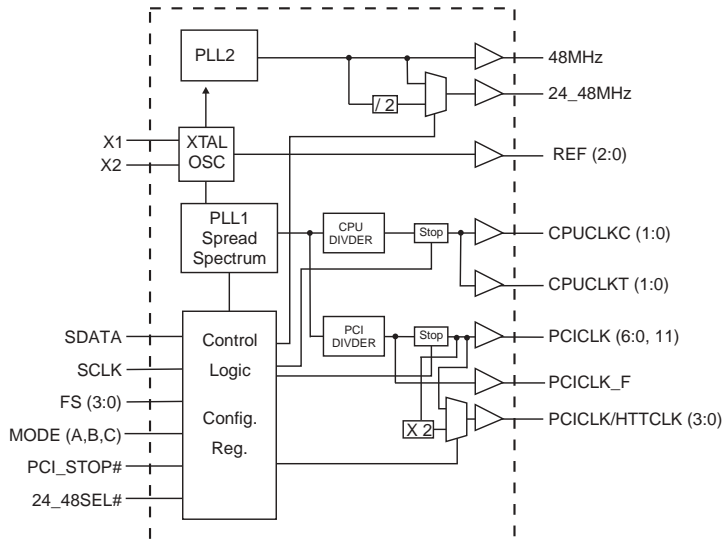 PLL2
48MHz
24_48MHz
/ 2
X1
X2
XTAL
OSC
REF (2:0)
PLL1
Spread
Spectrum
CPU
DIVDER
Stop
CPUCLKC (1:0)
CPUCLKT (1:0)
SDATA
SCLK
FS (3:0)
MODE (A,B,C)
PCI_STOP#
24_48SEL#
Control
Logic
Config.
Reg.
PCI
DIVDER
Stop
X 2
PCICLK (6:0, 11)
PCICLK_F
PCICLK/HTTCLK (3:0)